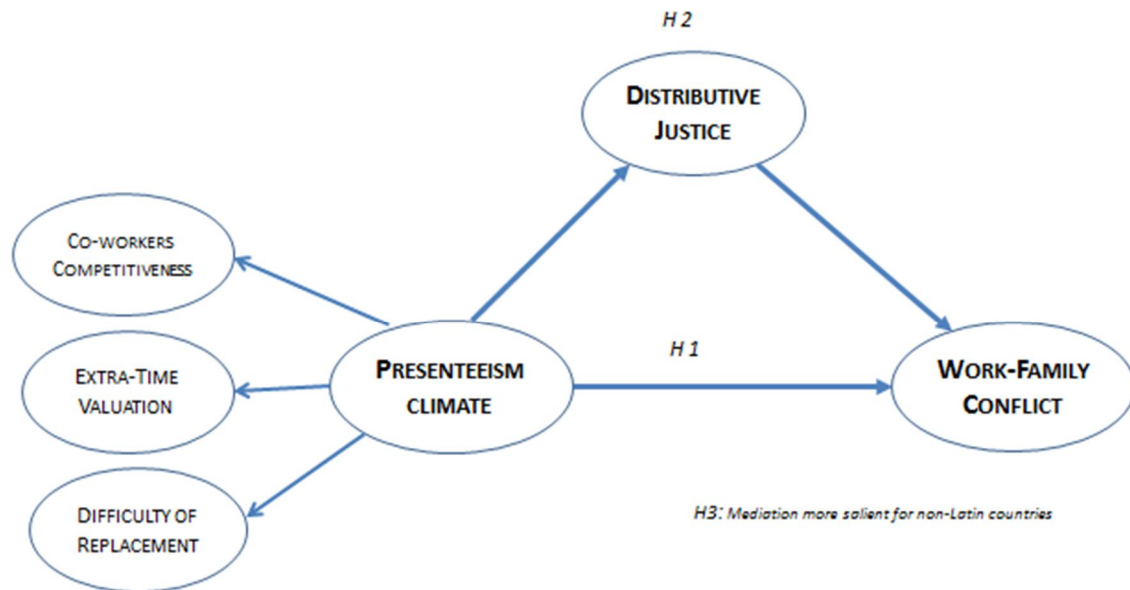 H 2
DISTRIBUTIVE
JUSTICE
CO-WORKERS
COMPETITIVENESS
EXTRA-TIME
VALUATION
DIFFICULTY OF
REPLACEMENT
PRESENTEEISM
CLIMATE
H 1
WORK-FAMILY
CONFLICT
H3: Mediation more salient for non-Latin countries